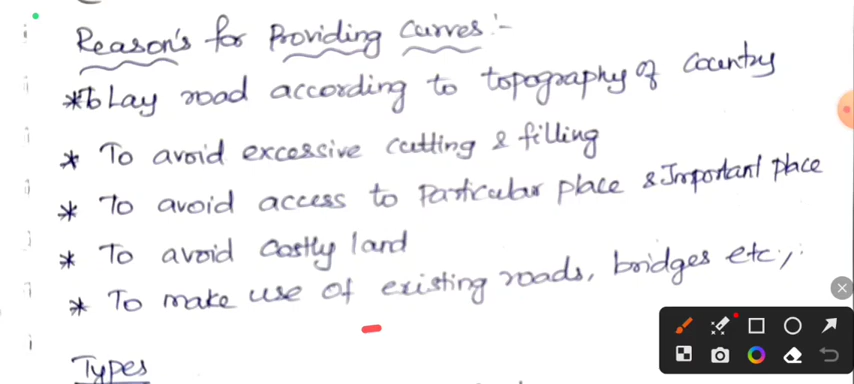 Reason's for Providing Curves :-
* To Lay road according to topography of Country
* To avoid excessive cutting & filling
* To avoid access to Particular place & Important place
* To avoid Costly land
* To make use of existing roads, bridges etc.,.
Types